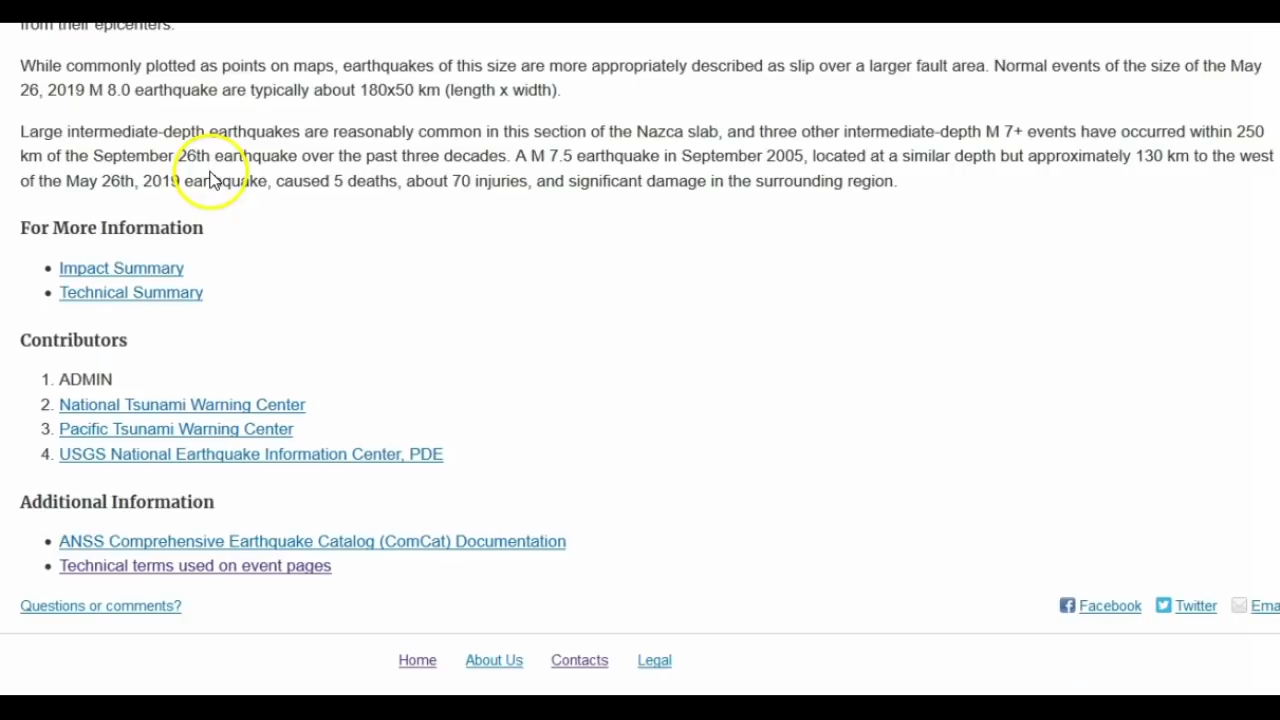 from their epicenters.
While commonly plotted as points on maps, earthquakes of this size are more appropriately described as slip over a larger fault area. Normal events of the size of the May
26, 2019 M 8.0 earthquake are typically about 180x50 km (length x width).
Large intermediate-depth earthquakes are reasonably common in this section of the Nazca slab, and three other intermediate-depth M 7+ events have occurred within 250
km of the September 26th earthquake over the past three decades. A M 7.5 earthquake in September 2005, located at a similar depth but approximately 130 km to the west
of the May 26th, 2019 earthquake, caused 5 deaths, about 70 injuries, and significant damage in the surrounding region.
For More Information
• Impact Summary
• Technical Summary
Contributors
1. ADMIN
2. National Tsunami Warning Center
3. Pacific Tsunami Warning Center
4. USGS National Earthquake Information Center, PDE
Additional Information
• ANSS Comprehensive Earthquake Catalog (ComCat) Documentation
• Technical terms used on event pages
Questions or comments? Facebook Twitter Ema
Home About Us Contacts Legal